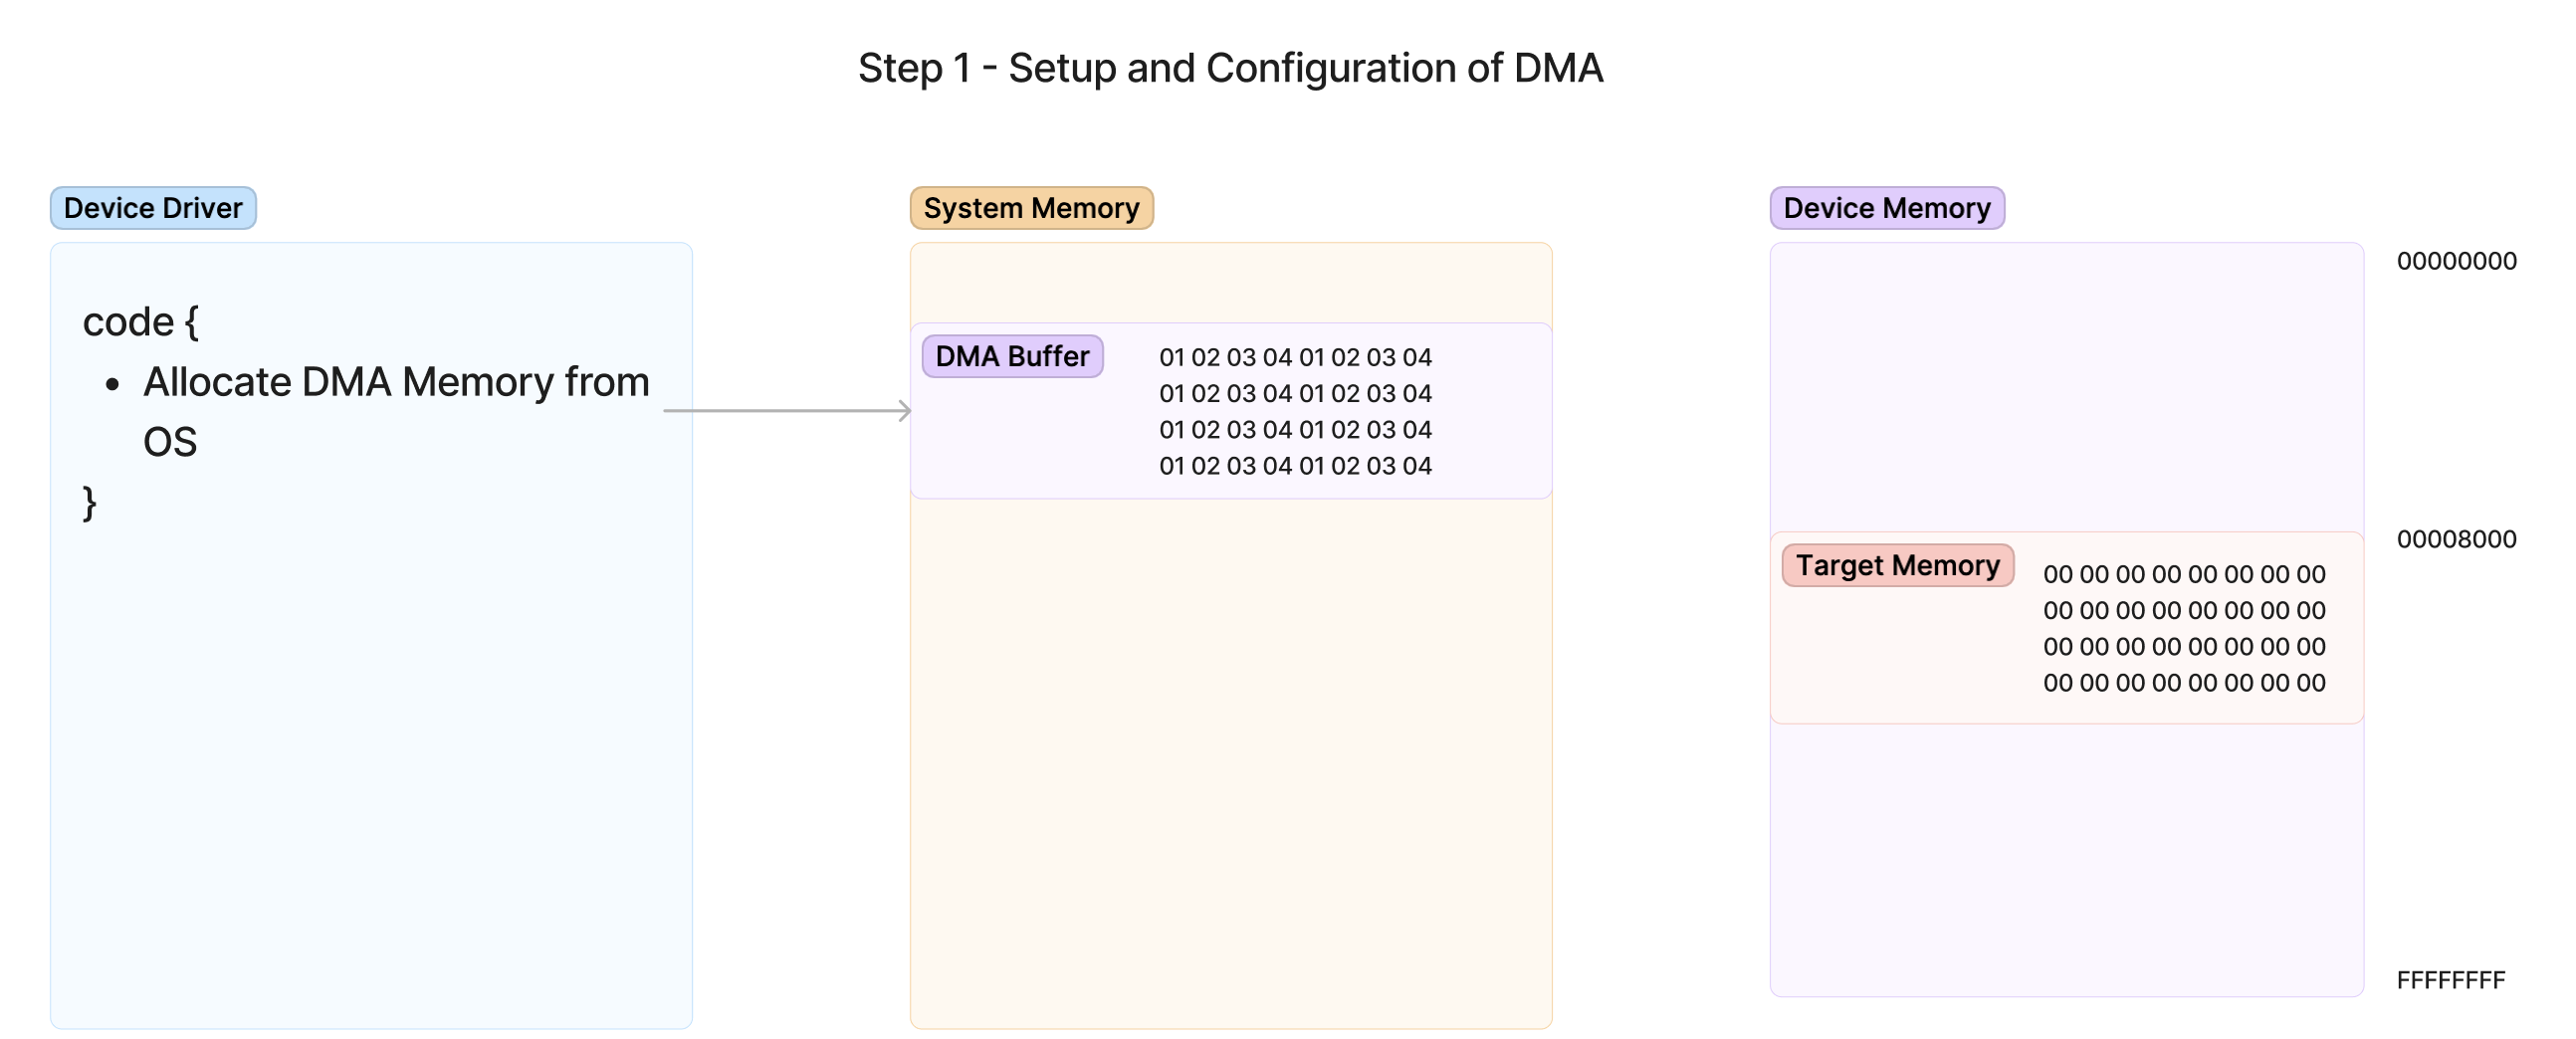 Step 1 - Setup and Configuration of DMA
Device Driver
code {
• Allocate DMA Memory from
OS
}
System Memory
DMA Buffer
01 02 03 04 01 02 03 04
01 02 03 04 01 02 03 04
01 02 03 04 01 02 03 04
01 02 03 04 01 02 03 04
Device Memory
00000000
00008000
Target Memory
00 00 00 00 00 00 00 00
00 00 00 00 00 00 00 00
00 00 00 00 00 00 00 00
00 00 00 00 00 00 00 00
FFFFFFFF